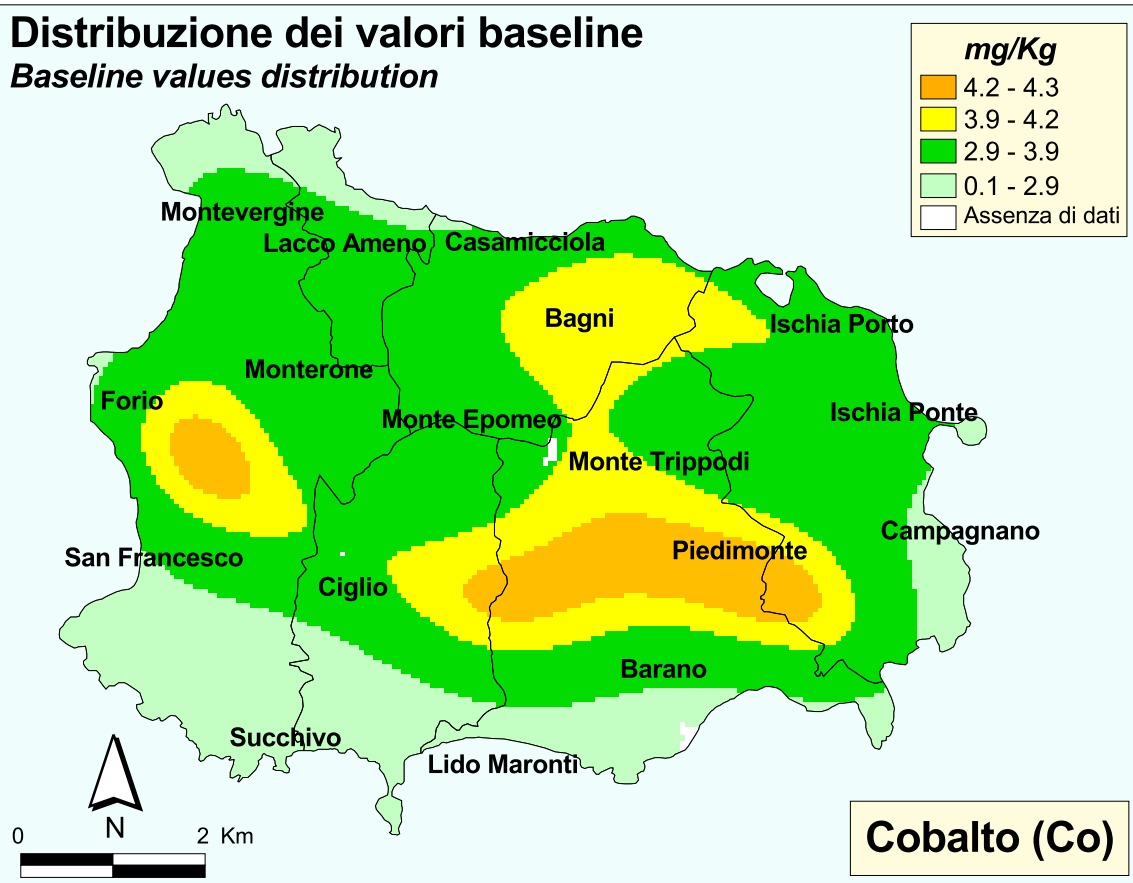 Distribuzione dei valori baseline
Baseline values distribution
mg/Kg
4.2 - 4.3
3.9 - 4.2
2.9 - 3.9
0.1 - 2.9
Assenza di dati
Montevergine
Lacco Ameno
Casamicciola
Bagni
Ischia Porto
Monterone
Forio
Monte Epomeo
Ischia Ponte
Monte Trippodi
Campagnano
San Francesco
Piedimonte
Ciglio
Barano
Succhivo
Lido Maronti
N
0 2 Km
Cobalto (Co)